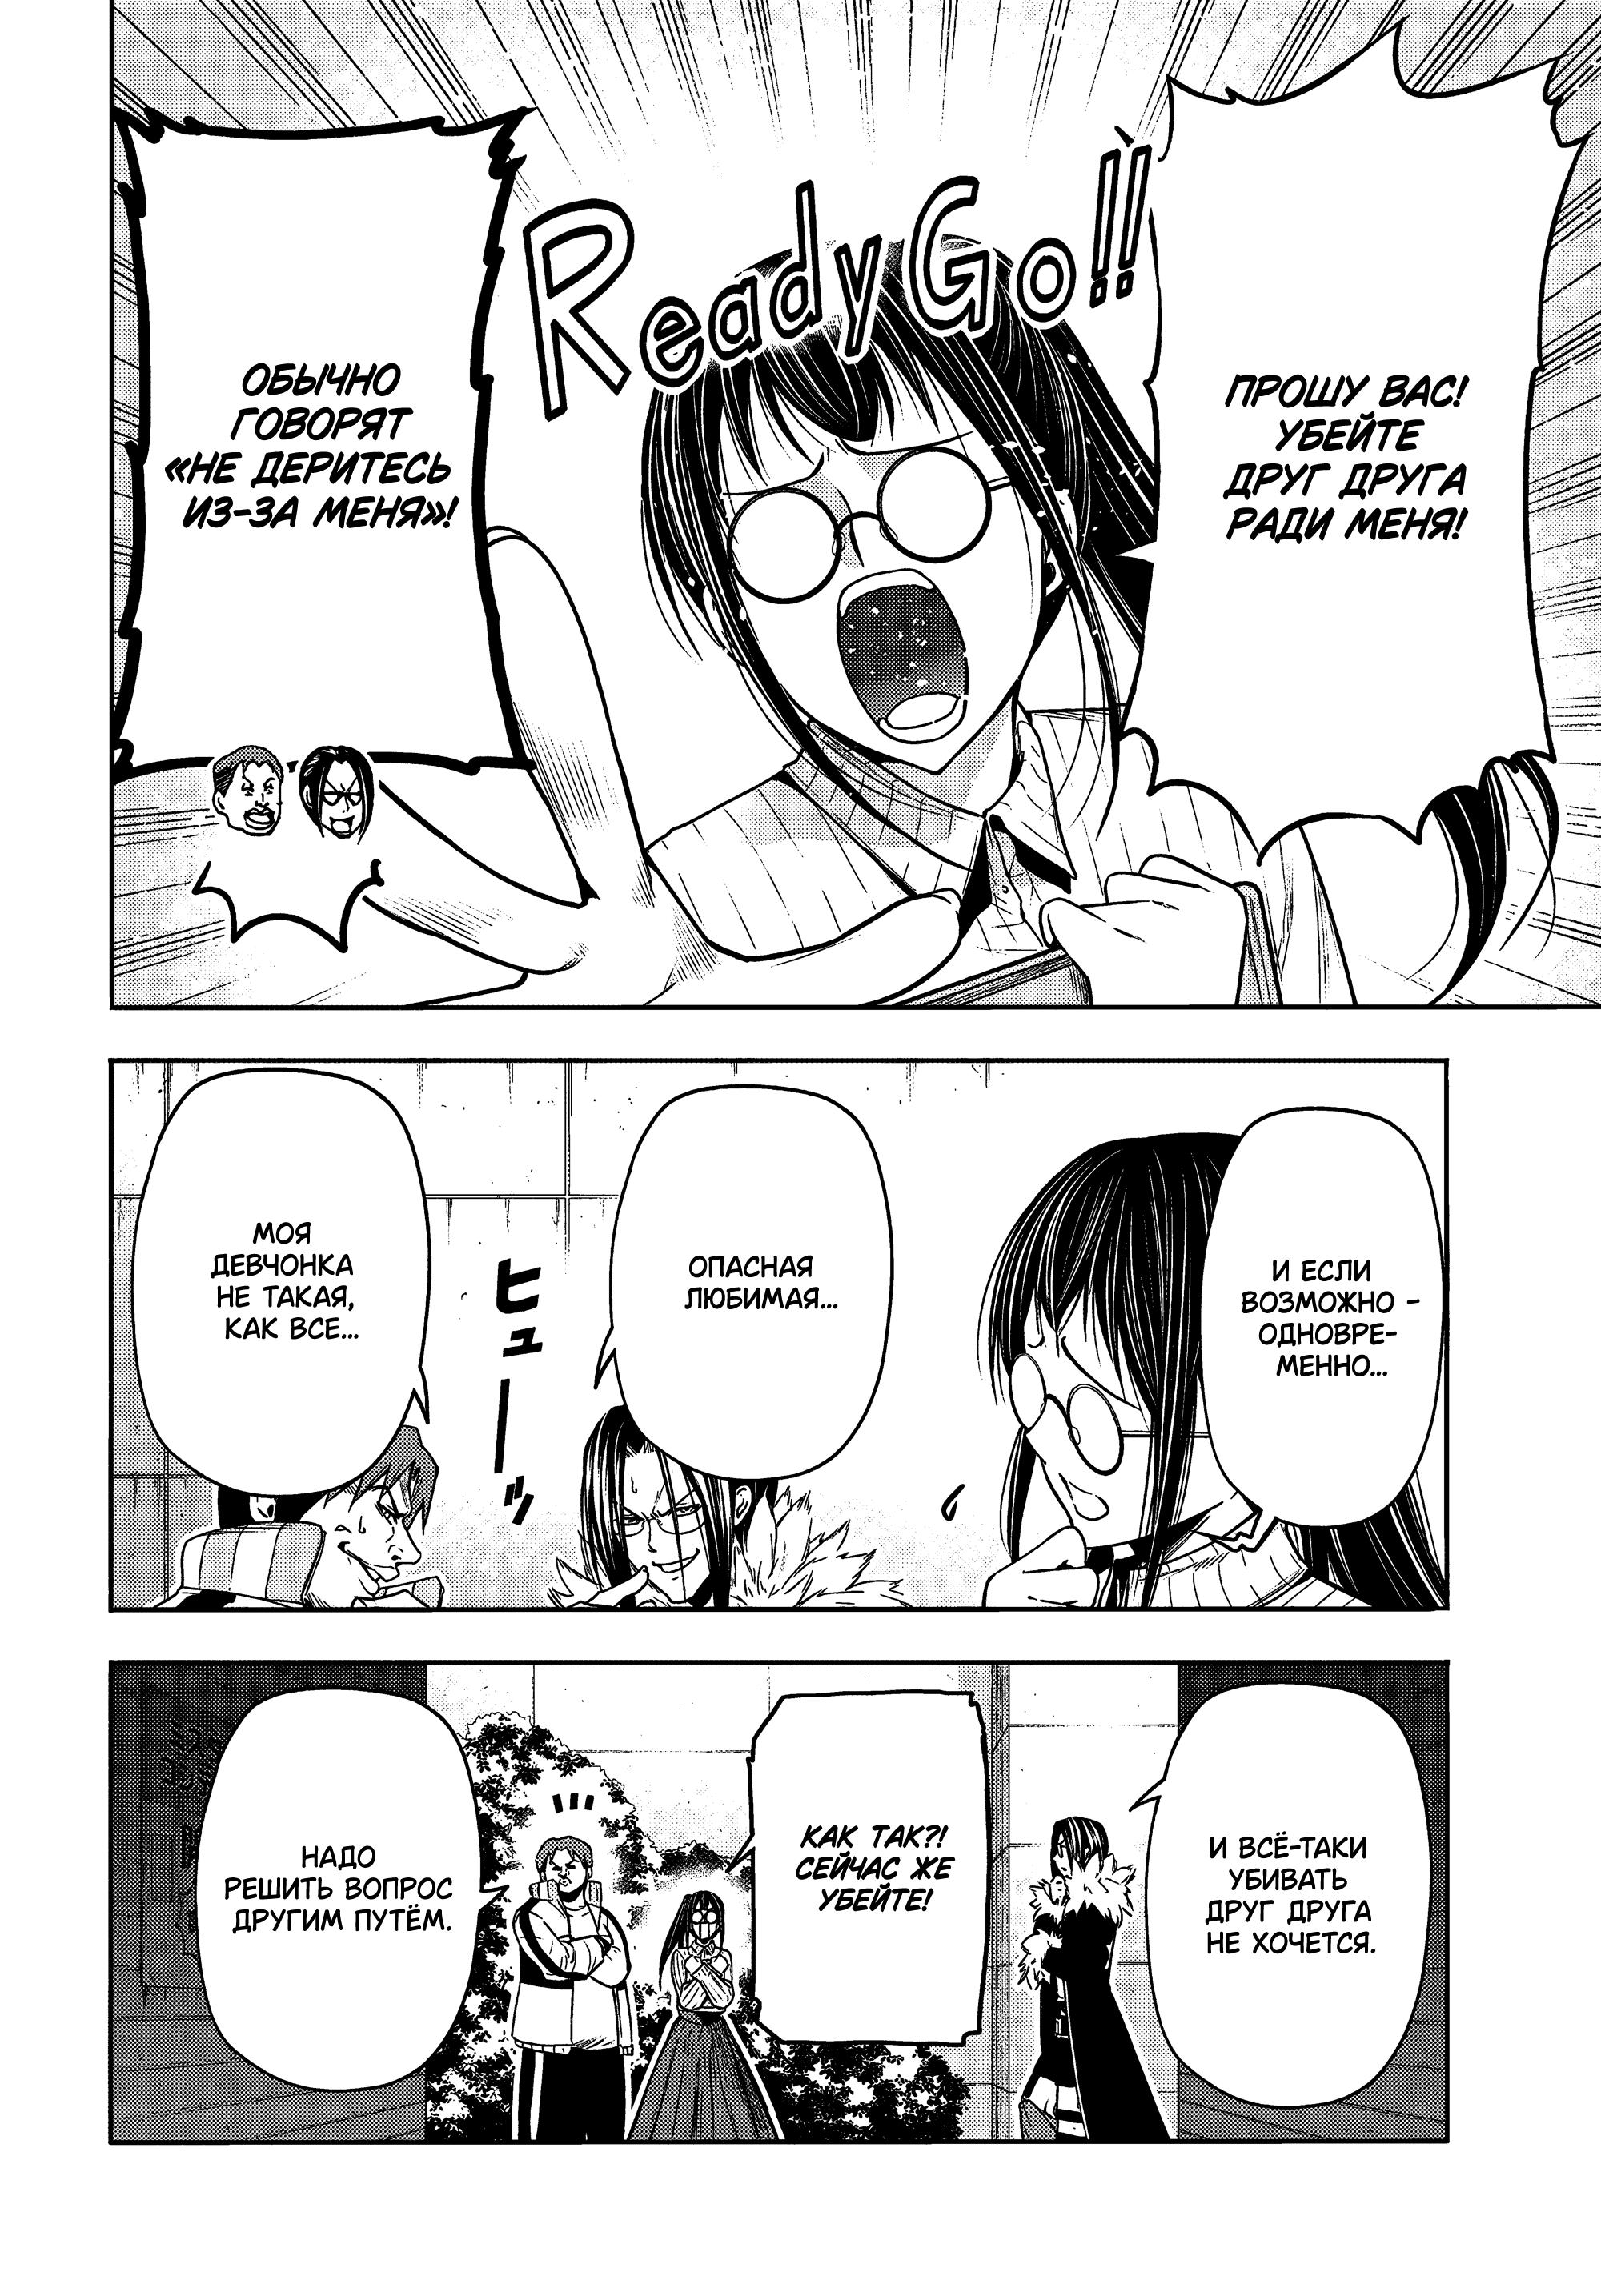 ПРОШУ ВАС!
УБЕЙТЕ
ДРУГ ДРУГА
РАДИ МЕНЯ!
Ready Go!!
ОБЫЧНО
ГОВОРЯТ
«НЕ ДЕРИТЕСЬ
ИЗ-ЗА МЕНЯ»!
И ЕСЛИ
ВОЗМОЖНО -
ОДНОВРЕ-
МЕННО...
ОПАСНАЯ
ЛЮБИМАЯ...
ヒューッ
МОЯ
ДЕВЧОНКА
НЕ ТАКАЯ,
КАК ВСЕ...
И ВСЁ-ТАКИ
УБИВАТЬ
ДРУГ ДРУГА
НЕ ХОЧЕТСЯ.
КАК ТАК?!
СЕЙЧАС ЖЕ
УБЕЙТЕ!
НАДО
РЕШИТЬ ВОПРОС
ДРУГИМ ПУТЁМ.